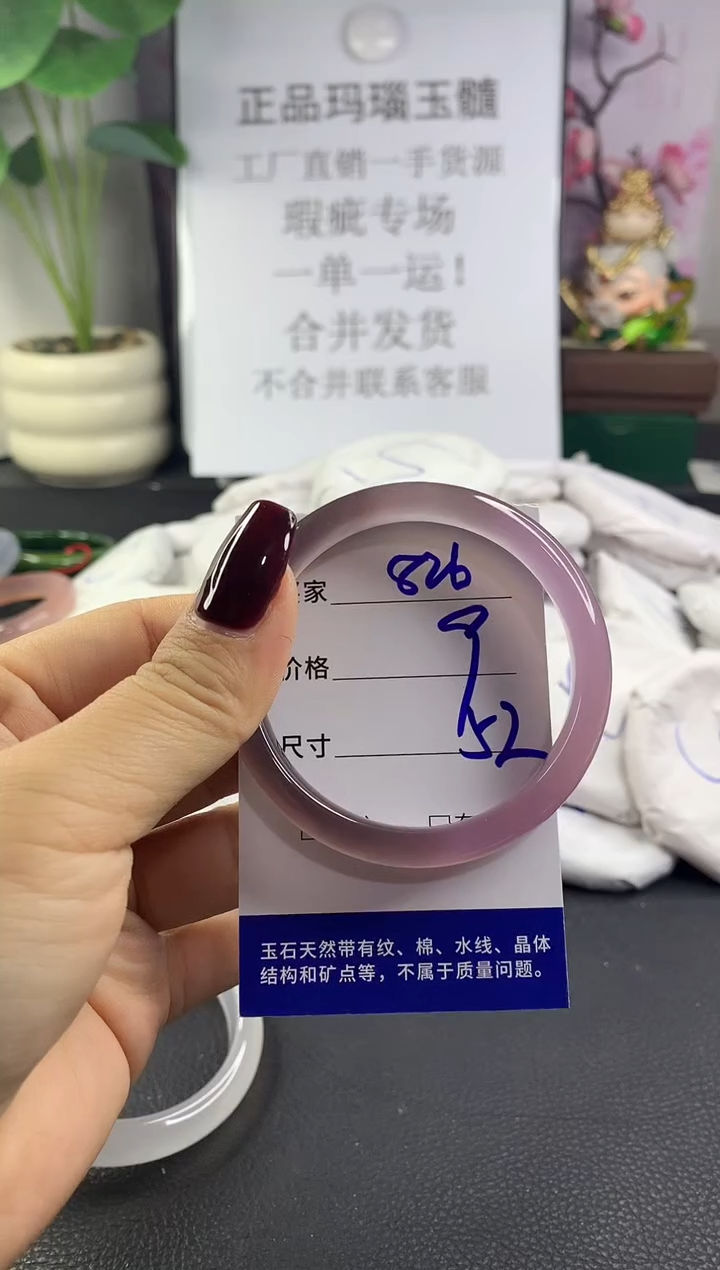 正品玛瑙玉髓
工厂直销一手货源
瑕疵专场
一单一运！
合并发货
不合并联系客服
家 826
价格 9
尺寸 52
玉石天然带有纹、棉、水线、晶体
结构和矿点等，不属于质量问题。